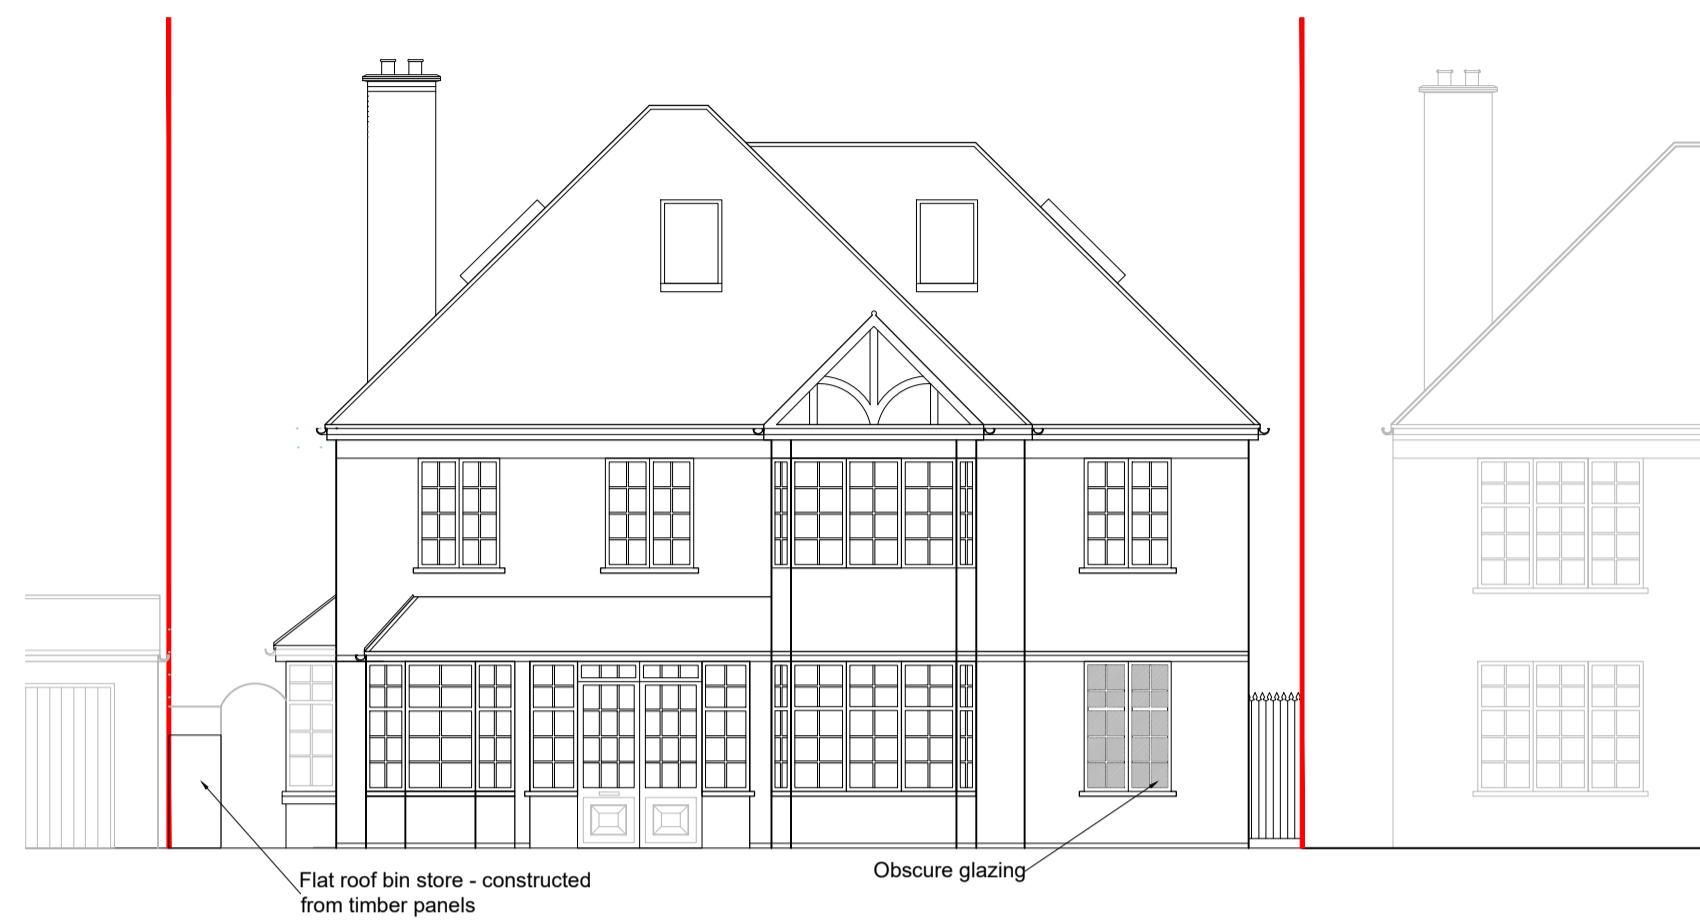 Flat roof bin store - constructed
from timber panels
Obscure glazing